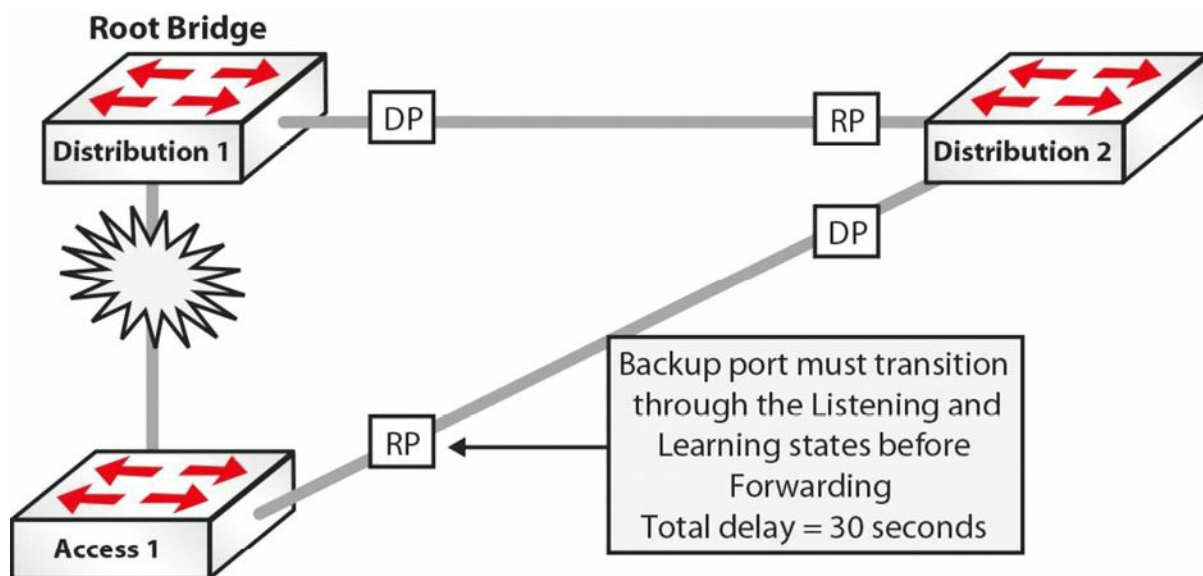 Root Bridge
Distribution 1
DP
RP
Distribution 2
DP
Backup port must transition
through the Listening and
Learning states before
Forwarding
Total delay = 30 seconds
RP
Access 1